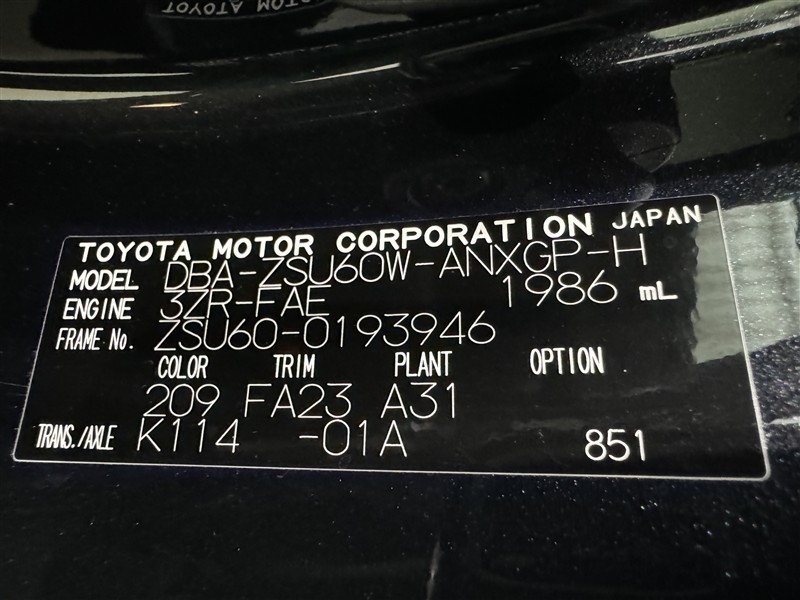 TOYOTA MOTOR CORPORATION JAPAN
MODEL DBA-ZSU60W-ANXGP-H
ENGINE 3ZR-FAE 1986 mL
FRAME No. ZSU60-0193946
COLOR TRIM PLANT OPTION
209 FA23 A31
TRANS./AXLE K114 -01A 851